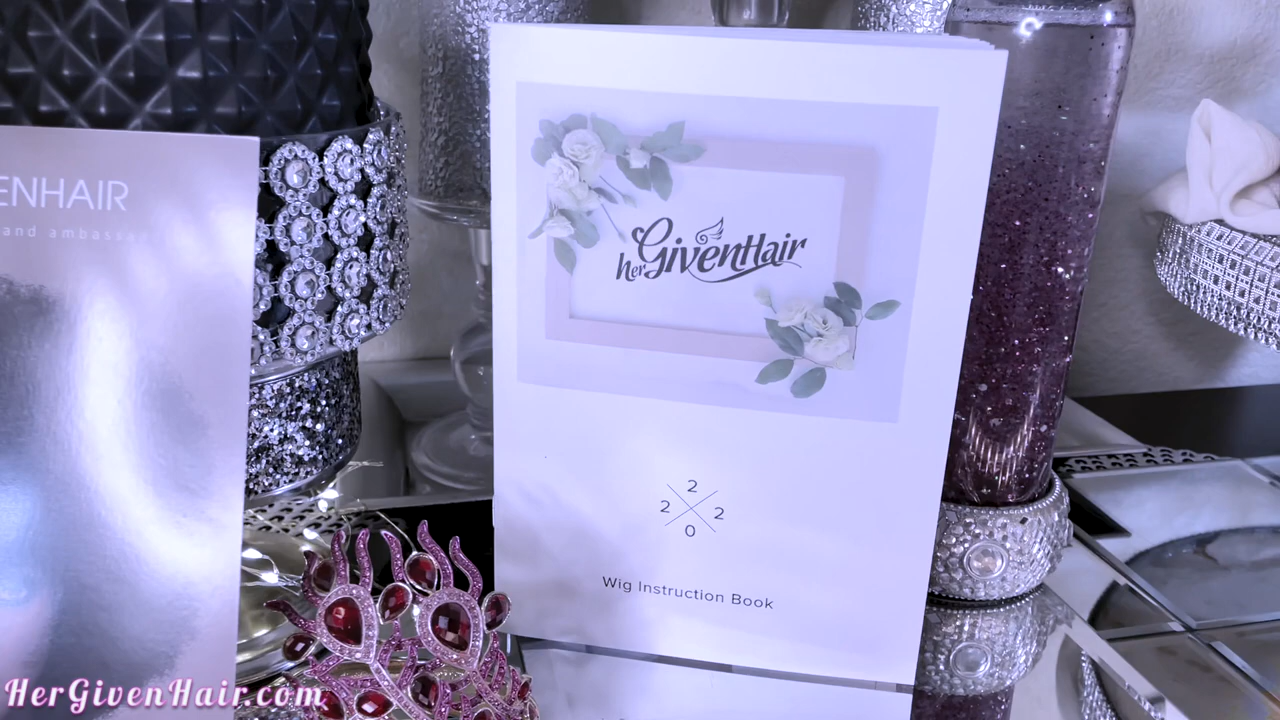 ENHAIR
and ambassa
herGivenHair
2
2 2
0
Wig Instruction Book
HerGivenHair.com